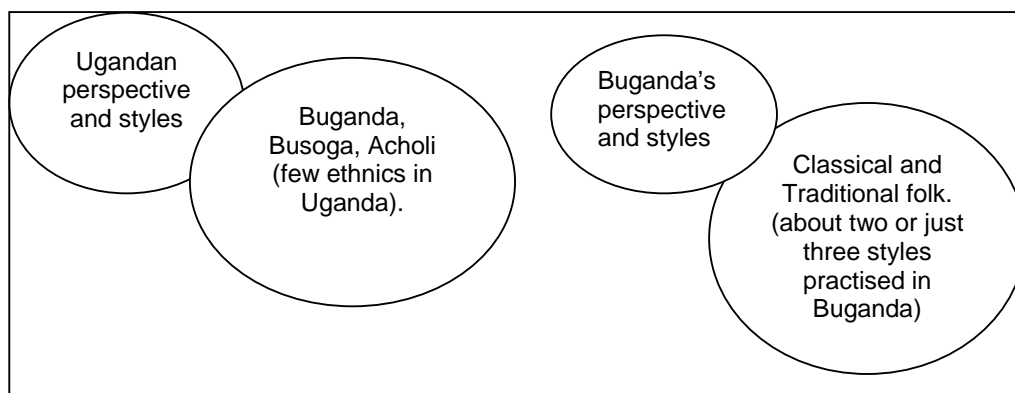 Ugandan
perspective
and styles
Buganda,
Busoga, Acholi
(few ethnics in
Uganda).
Buganda’s
perspective
and styles
Classical and
Traditional folk.
(about two or just
three styles
practised in
Buganda)